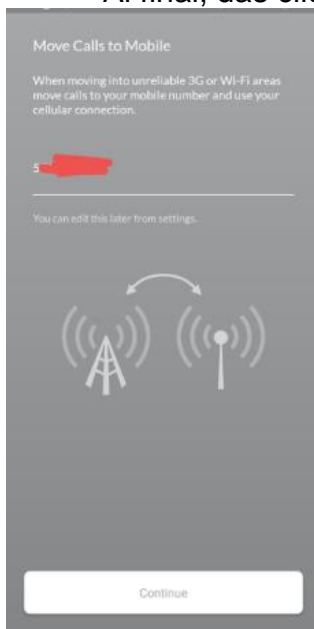 Move Calls to Mobile
When moving into unreliable 3G or Wi-Fi areas
move calls to your mobile number and use your
cellular connection.
5
You can edit this later from settings.
Continue